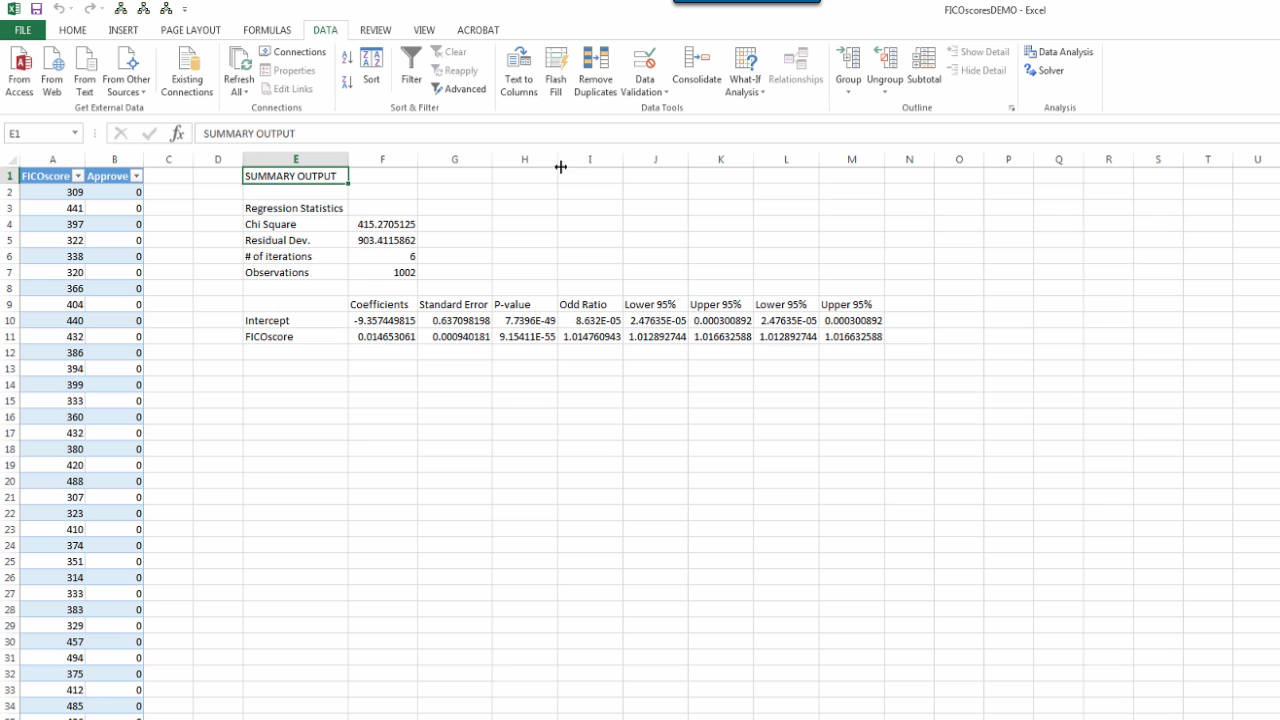 FICOscoresDEMO - Excel
FILE HOME INSERT PAGE LAYOUT FORMULAS DATA REVIEW VIEW ACROBAT
From Access
From Web
From Text
From Other Sources
Get External Data
Existing Connections
Refresh All
Connections
Properties
Edit Links
Connections
Sort
Filter
Clear
Reapply
Advanced
Sort & Filter
Text to Columns
Flash Fill
Remove Duplicates
Data Validation
Consolidate
What-If Analysis
Relationships
Data Tools
Group
Ungroup
Subtotal
Show Detail
Hide Detail
Outline
Data Analysis
Solver
Analysis
E1 fx SUMMARY OUTPUT
A B C D E F G H I J K L M N O P Q R S T U
1 FICOscore Approve SUMMARY OUTPUT
2 309 0
3 441 0 Regression Statistics
4 397 0 Chi Square 415.2705125
5 322 0 Residual Dev. 903.4115862
6 338 0 # of iterations 6
7 320 0 Observations 1002
8 366 0
9 404 0 Coefficients Standard Error P-value Odd Ratio Lower 95% Upper 95% Lower 95% Upper 95%
10 440 0 Intercept -9.357449815 0.637098198 7.7396E-49 8.632E-05 2.47635E-05 0.000300892 2.47635E-05 0.000300892
11 432 0 FICOscore 0.014653061 0.000940181 9.15411E-55 1.014760943 1.012892744 1.016632588 1.012892744 1.016632588
12 386 0
13 394 0
14 399 0
15 333 0
16 360 0
17 432 0
18 380 0
19 420 0
20 488 0
21 307 0
22 323 0
23 410 0
24 374 0
25 351 0
26 314 0
27 333 0
28 383 0
29 329 0
30 457 0
31 494 0
32 375 0
33 412 0
34 485 0